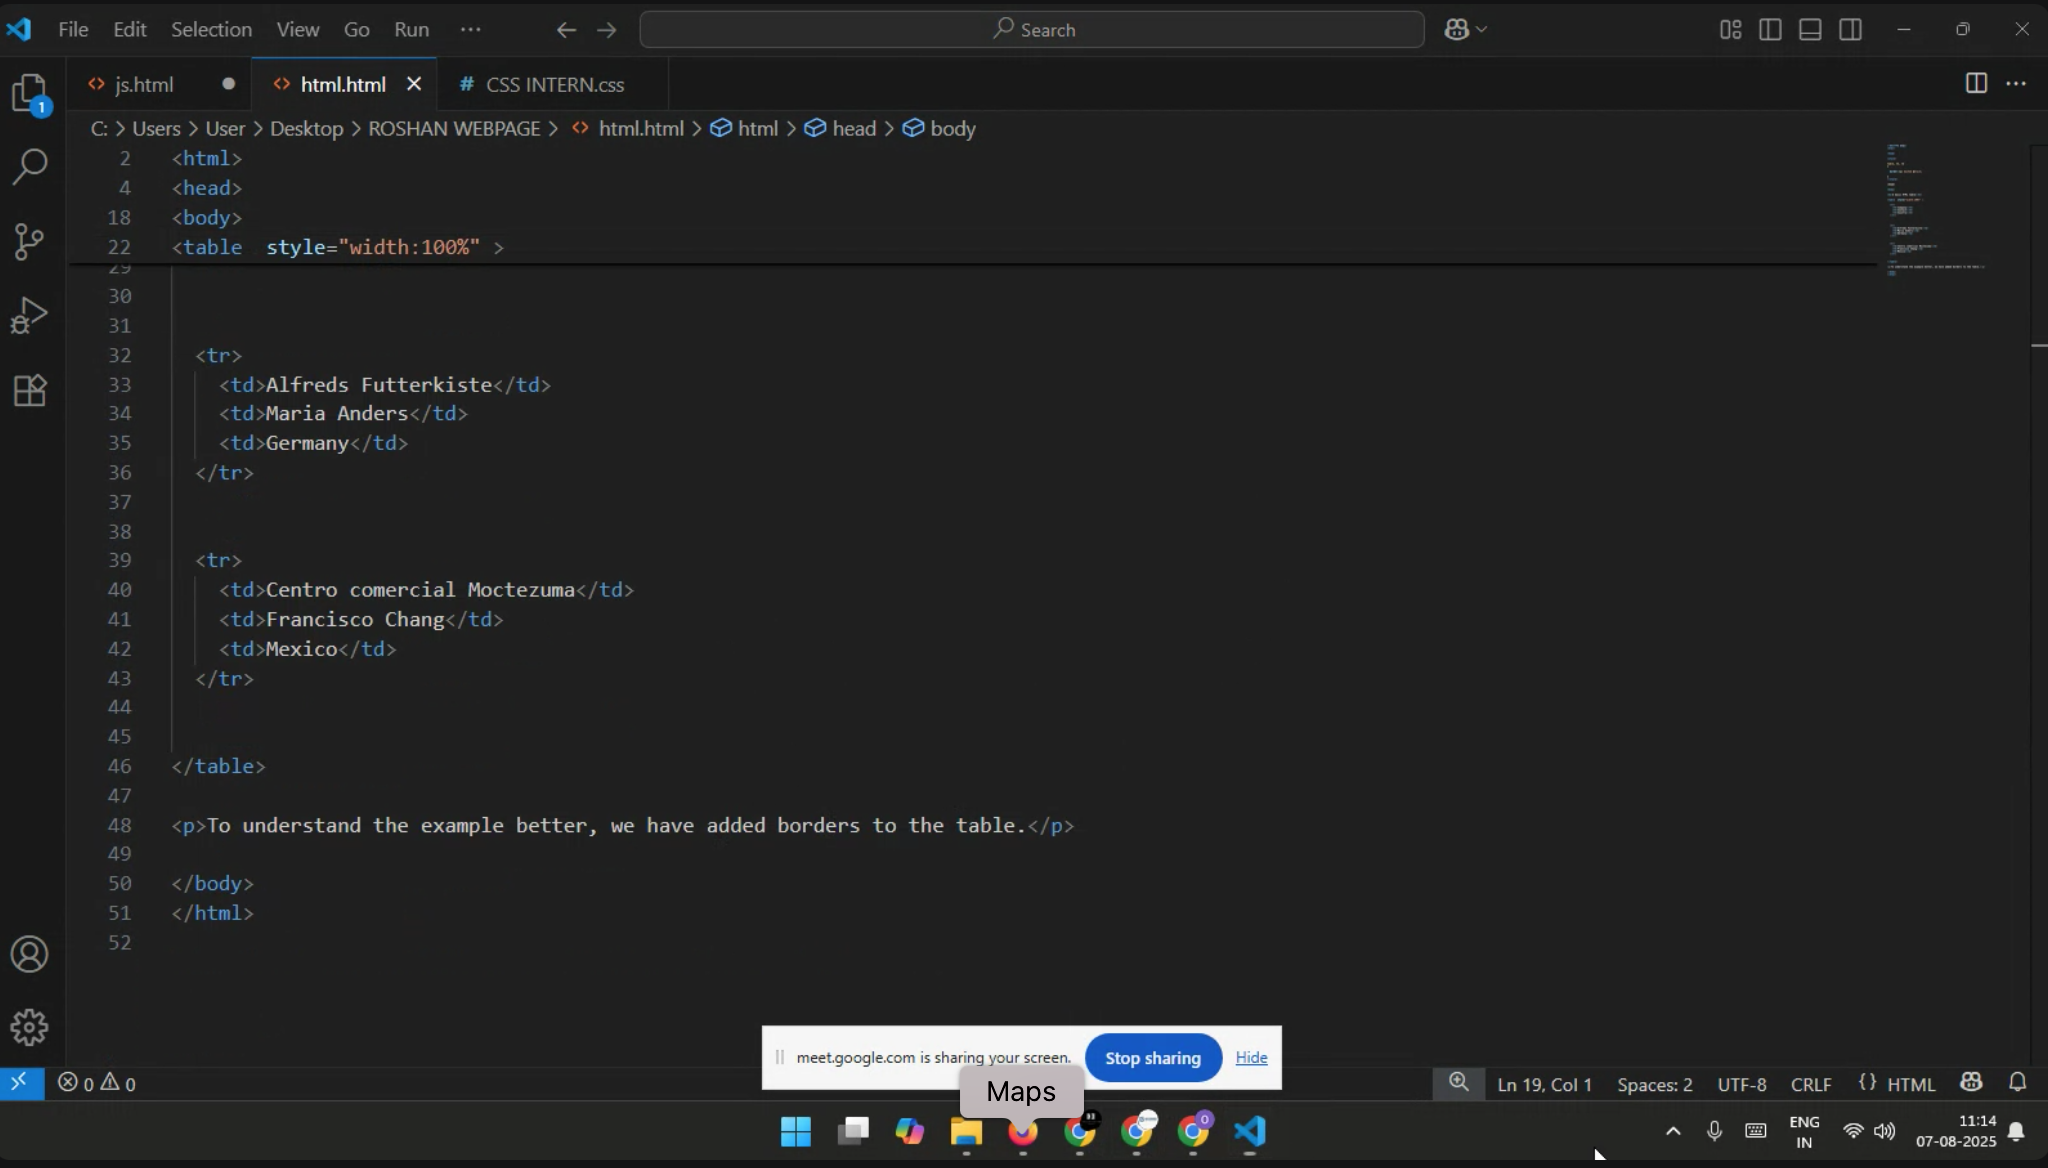 File Edit Selection View Go Run ··· Search
js.html html.html CSS INTERN.css
1
C: > Users > User > Desktop > ROSHAN WEBPAGE > html.html > html > head > body
2 <html>
4 <head>
18 <body>
22 <table style="width:100%" >
29
30
31
32 <tr>
33 <td>Alfreds Futterkiste</td>
34 <td>Maria Anders</td>
35 <td>Germany</td>
36 </tr>
37
38
39 <tr>
40 <td>Centro comercial Moctezuma</td>
41 <td>Francisco Chang</td>
42 <td>Mexico</td>
43 </tr>
44
45
46 </table>
47
48 <p>To understand the example better, we have added borders to the table.</p>
49
50 </body>
51 </html>
52
meet.google.com is sharing your screen. Stop sharing Hide
0 0 Ln 19, Col 1 Spaces: 2 UTF-8 CRLF {} HTML
Maps
ENG
IN
11:14
07-08-2025